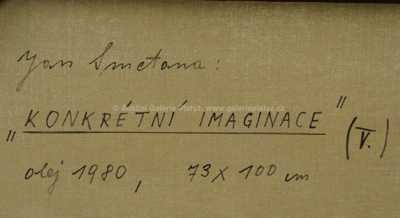 Jan Smetana:
„KONKRÉTNÍ IMAGINACE" (V.)
olej 1980, 73 x 100 cm